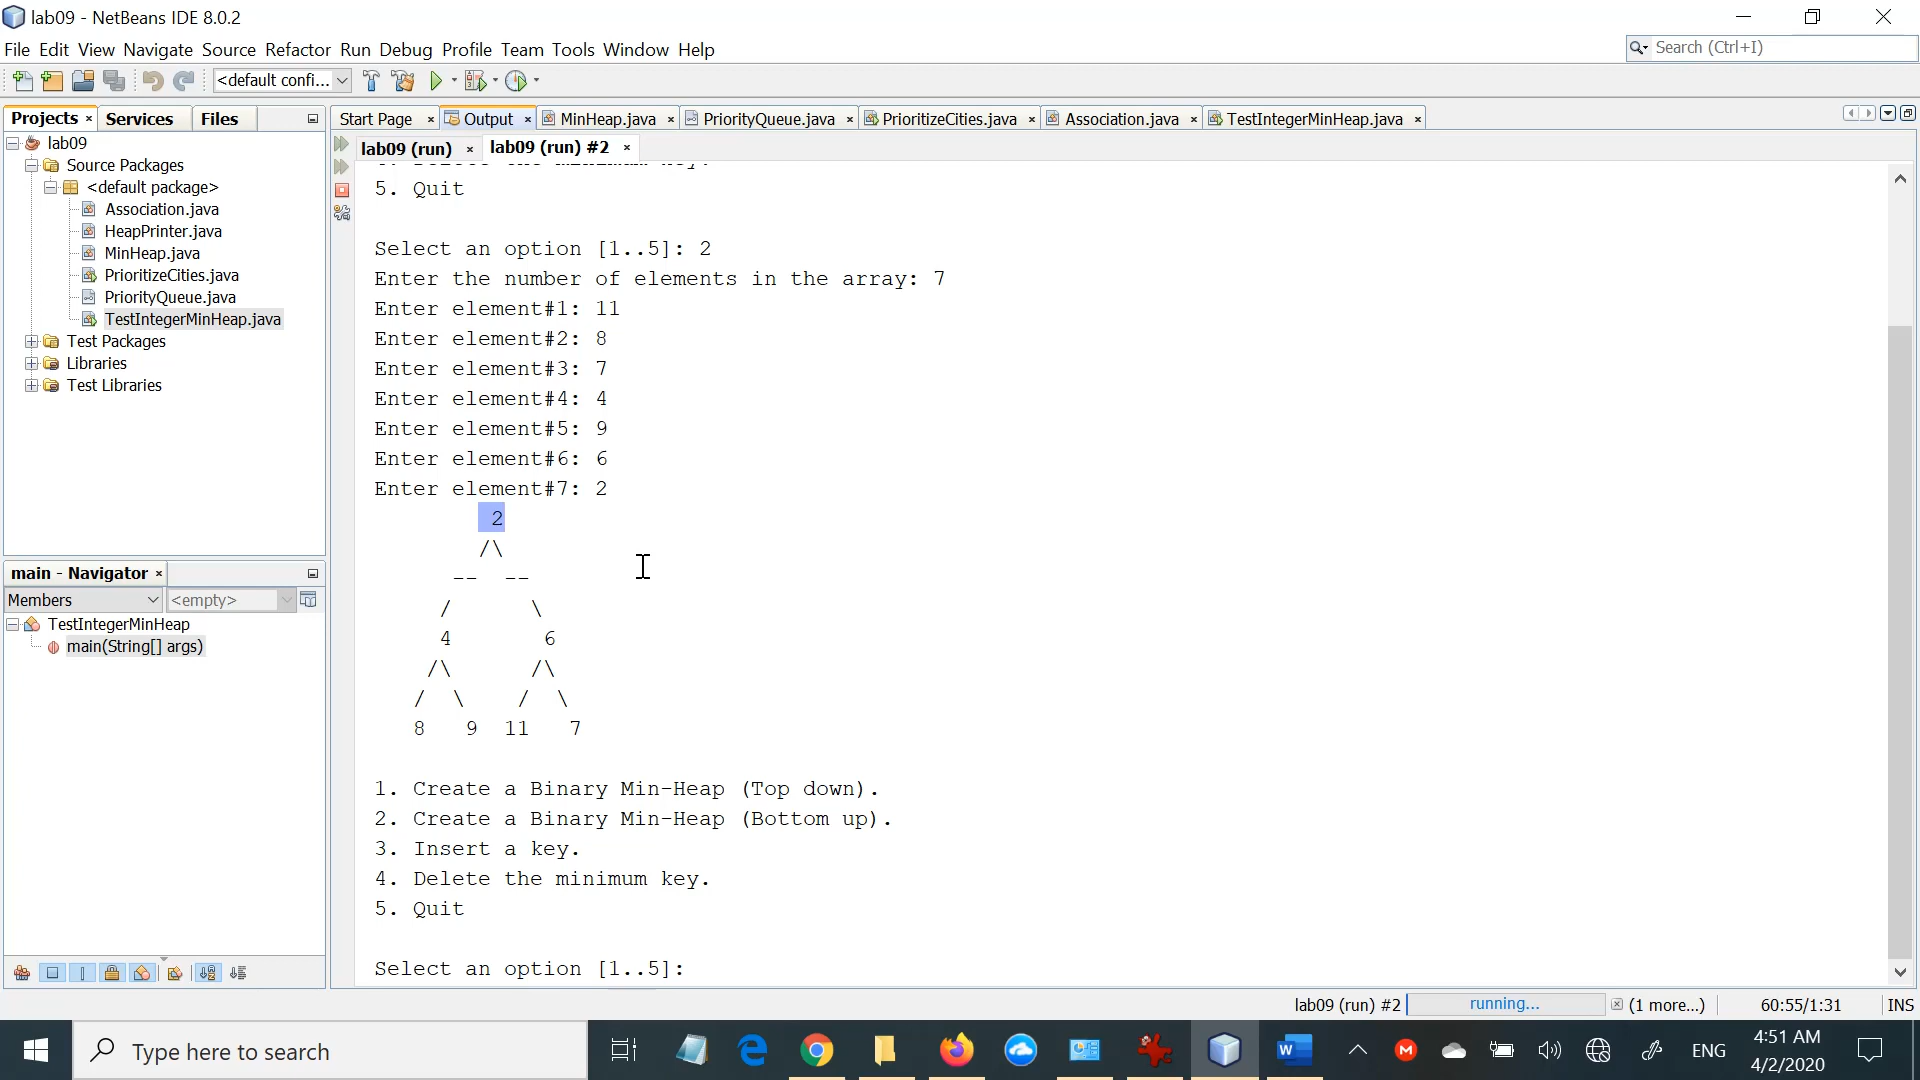 lab09 - NetBeans IDE 8.0.2
File Edit View Navigate Source Refactor Run Debug Profile Team Tools Window Help
Search (Ctrl+I)
<default confi...
Projects Services Files
Start Page Output MinHeap.java PriorityQueue.java PrioritizeCities.java Association.java TestIntegerMinHeap.java
lab09 (run) lab09 (run) #2
lab09
Source Packages
<default package>
Association.java
HeapPrinter.java
MinHeap.java
PrioritizeCities.java
PriorityQueue.java
TestIntegerMinHeap.java
Test Packages
Libraries
Test Libraries
main - Navigator
Members <empty>
TestIntegerMinHeap
main(String[] args)
5. Quit
Select an option [1..5]: 2
Enter the number of elements in the array: 7
Enter element#1: 11
Enter element#2: 8
Enter element#3: 7
Enter element#4: 4
Enter element#5: 9
Enter element#6: 6
Enter element#7: 2
2
/\
-- --
/ \
4 6
/\ /\
/ \ / \
8 9 11 7
1. Create a Binary Min-Heap (Top down).
2. Create a Binary Min-Heap (Bottom up).
3. Insert a key.
4. Delete the minimum key.
5. Quit
Select an option [1..5]:
lab09 (run) #2 running... (1 more...) 60:55/1:31 INS
Type here to search
ENG
4:51 AM
4/2/2020